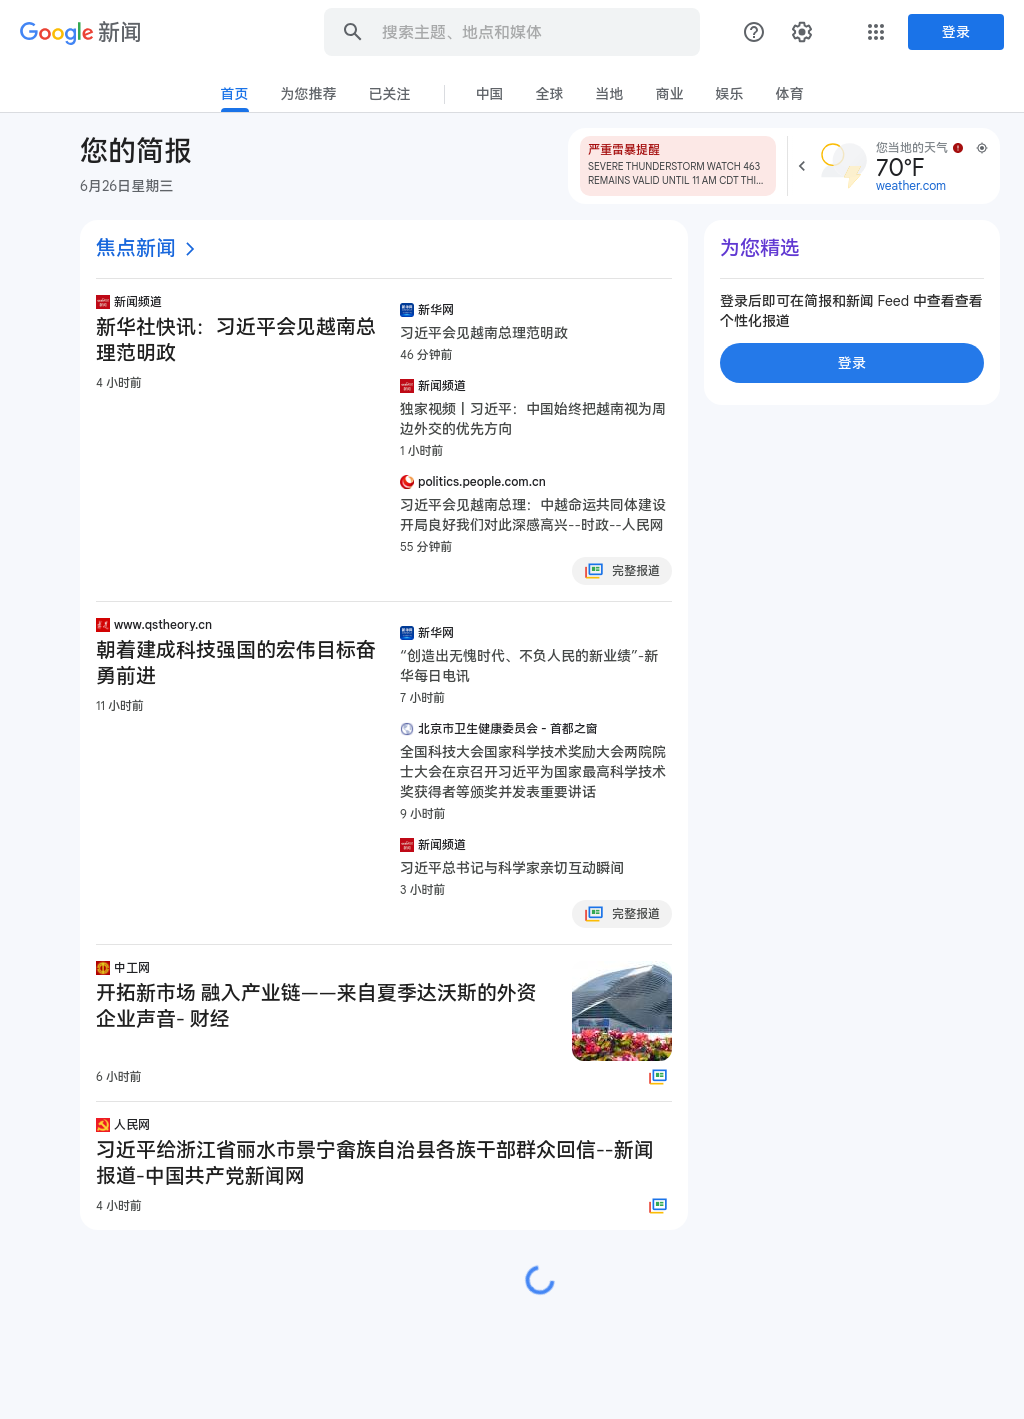 Google 新闻
搜索主题、地点和媒体
登录
首页
为您推荐
已关注
中国
全球
当地
商业
娱乐
体育
您的简报
6月26日星期三
严重雷暴提醒
SEVERE THUNDERSTORM WATCH 463
REMAINS VALID UNTIL 11 AM CDT THI...
您当地的天气
70°F
weather.com
焦点新闻
新闻频道
新华社快讯：习近平会见越南总
理范明政
4 小时前
新华网
习近平会见越南总理范明政
46 分钟前
新闻频道
独家视频丨习近平：中国始终把越南视为周
边外交的优先方向
1 小时前
politics.people.com.cn
习近平会见越南总理：中越命运共同体建设
开局良好我们对此深感高兴--时政--人民网
55 分钟前
完整报道
www.qstheory.cn
朝着建成科技强国的宏伟目标奋
勇前进
11 小时前
新华网
“创造出无愧时代、不负人民的新业绩”-新
华每日电讯
7 小时前
北京市卫生健康委员会 - 首都之窗
全国科技大会国家科学技术奖励大会两院院
士大会在京召开习近平为国家最高科学技术
奖获得者等颁奖并发表重要讲话
9 小时前
新闻频道
习近平总书记与科学家亲切互动瞬间
3 小时前
完整报道
中工网
开拓新市场 融入产业链——来自夏季达沃斯的外资
企业声音- 财经
6 小时前
人民网
习近平给浙江省丽水市景宁畲族自治县各族干部群众回信--新闻
报道-中国共产党新闻网
4 小时前
为您精选
登录后即可在简报和新闻 Feed 中查看查看
个性化报道
登录